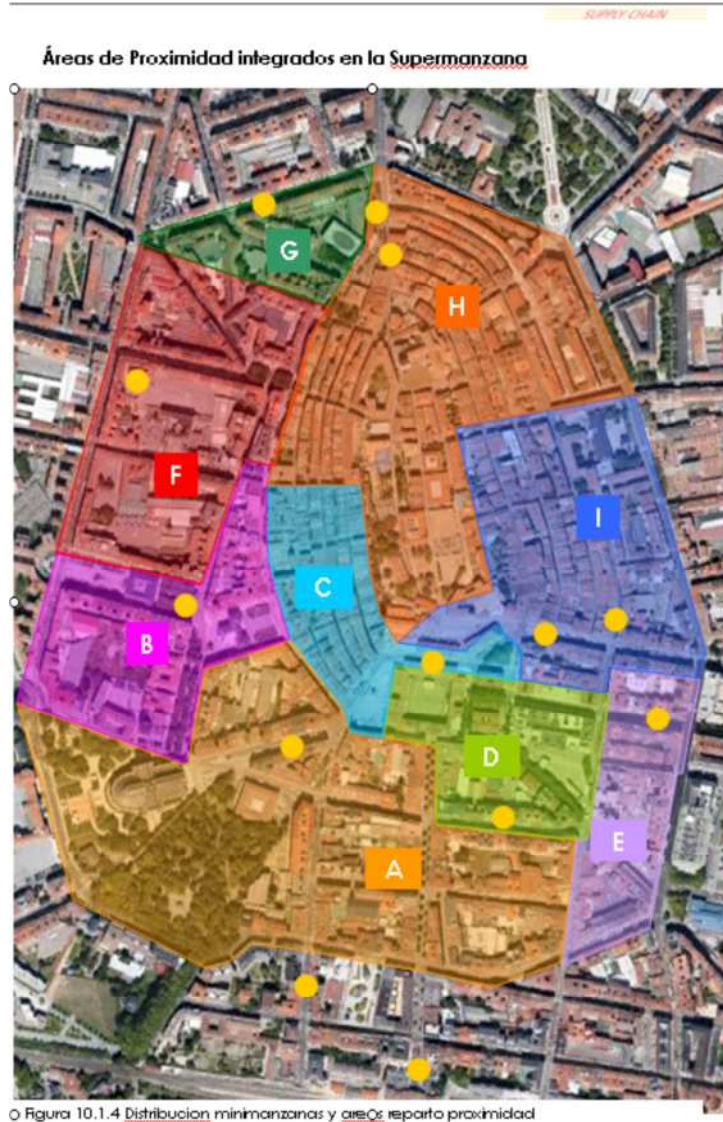 SUPPLY CHAIN
Áreas de Proximidad integrados en la Supermanzana
G
H
F
I
C
B
D
E
A
Figura 10.1.4 Distribucion minimanzanas y areas reparto proximidad